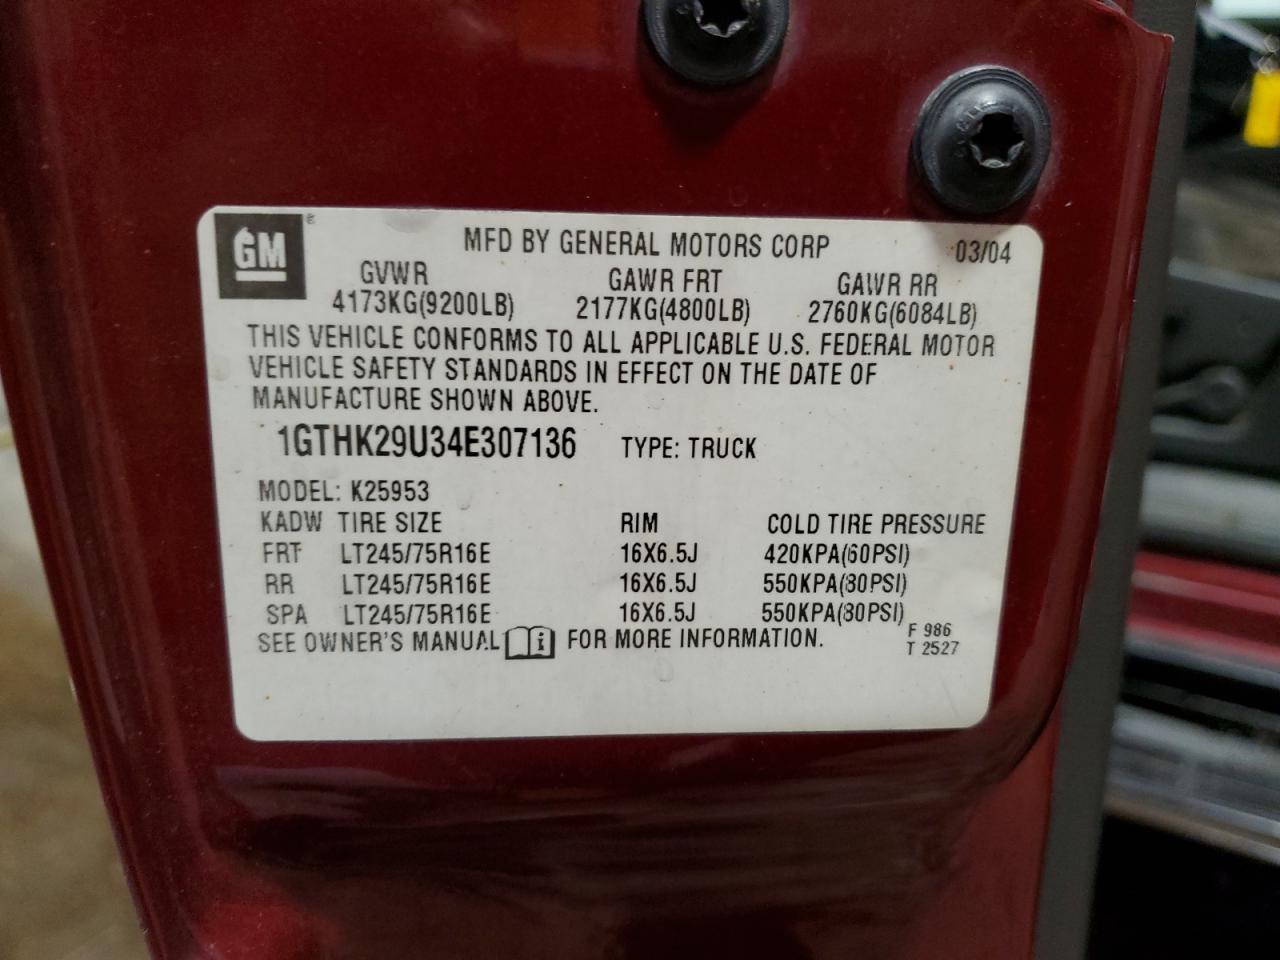 GM ®
MFD BY GENERAL MOTORS CORP 03/04
GVWR GAWR FRT GAWR RR
4173KG(9200LB) 2177KG(4800LB) 2760KG(6084LB)
THIS VEHICLE CONFORMS TO ALL APPLICABLE U.S. FEDERAL MOTOR
VEHICLE SAFETY STANDARDS IN EFFECT ON THE DATE OF
MANUFACTURE SHOWN ABOVE.
1GTHK29U34E307136 TYPE: TRUCK
MODEL: K25953
KADW TIRE SIZE RIM COLD TIRE PRESSURE
FRT LT245/75R16E 16X6.5J 420KPA(60PSI)
RR LT245/75R16E 16X6.5J 550KPA(80PSI)
SPA LT245/75R16E 16X6.5J 550KPA(80PSI)
SEE OWNER'S MANUAL i FOR MORE INFORMATION.
F 986
T 2527